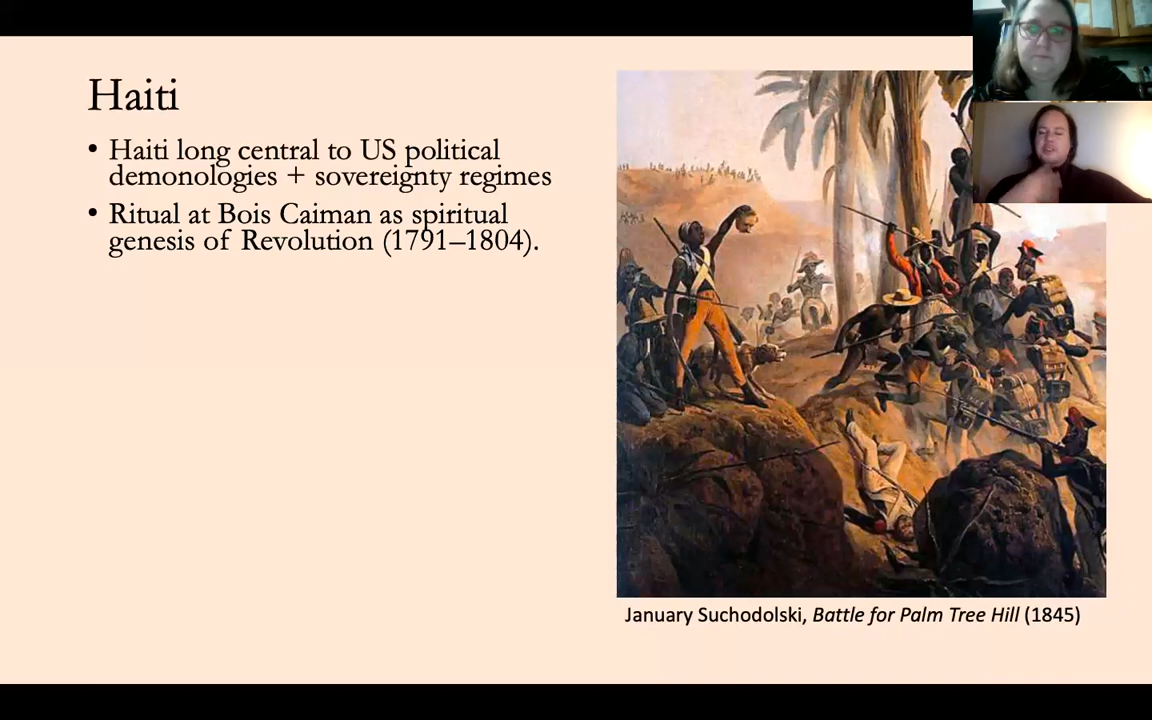 Haiti
• Haiti long central to US political
demonologies + sovereignty regimes
• Ritual at Bois Caiman as spiritual
genesis of Revolution (1791–1804).
January Suchodolski, Battle for Palm Tree Hill (1845)